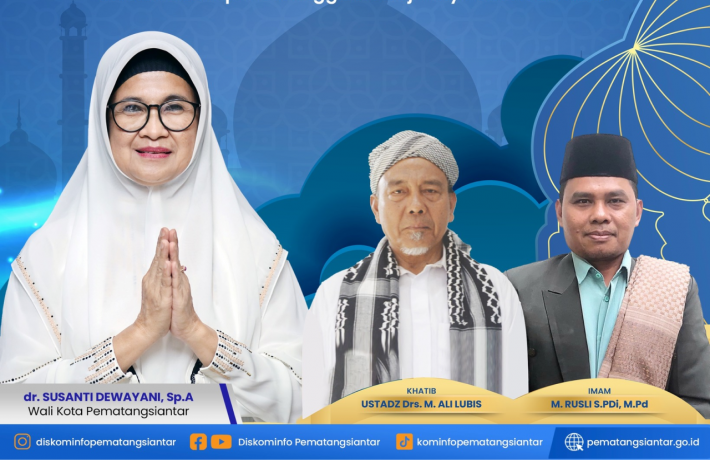 dr. SUSANTI DEWAYANI, Sp.A
Wali Kota Pematangsiantar
KHATIB
USTADZ Drs. M. ALI LUBIS
IMAM
M. RUSLI S.PDi, M.Pd
diskominfopematangsiantar
Diskominfo Pematangsiantar
kominfopematangsiantar
pematangsiantar.go.id